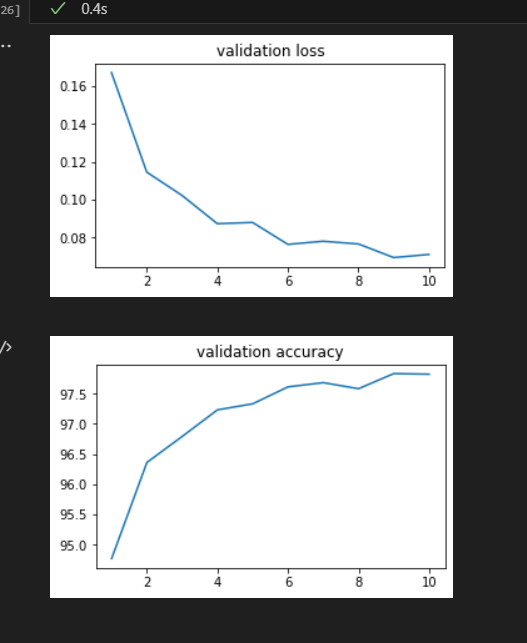 26] ✓ 0.4s
..
validation loss
0.16
0.14
0.12
0.10
0.08
2 4 6 8 10
/>
validation accuracy
97.5
97.0
96.5
96.0
95.5
95.0
2 4 6 8 10